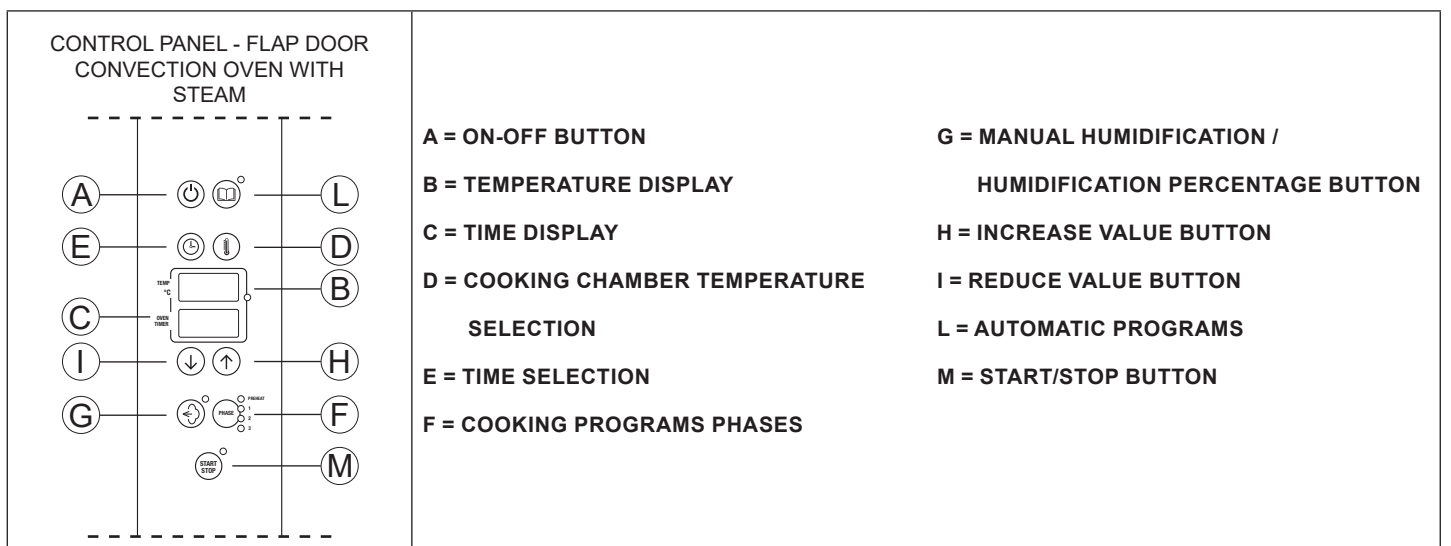 CONTROL PANEL - FLAP DOOR
CONVECTION OVEN WITH
STEAM
A
L
E
D
TEMP
°C
B
C
OVEN
TIMER
I
H
G
PHASE
PREHEAT
1
2
3
F
START
STOP
M
A = ON-OFF BUTTON
B = TEMPERATURE DISPLAY
C = TIME DISPLAY
D = COOKING CHAMBER TEMPERATURE
SELECTION
E = TIME SELECTION
F = COOKING PROGRAMS PHASES
G = MANUAL HUMIDIFICATION /
HUMIDIFICATION PERCENTAGE BUTTON
H = INCREASE VALUE BUTTON
I = REDUCE VALUE BUTTON
L = AUTOMATIC PROGRAMS
M = START/STOP BUTTON